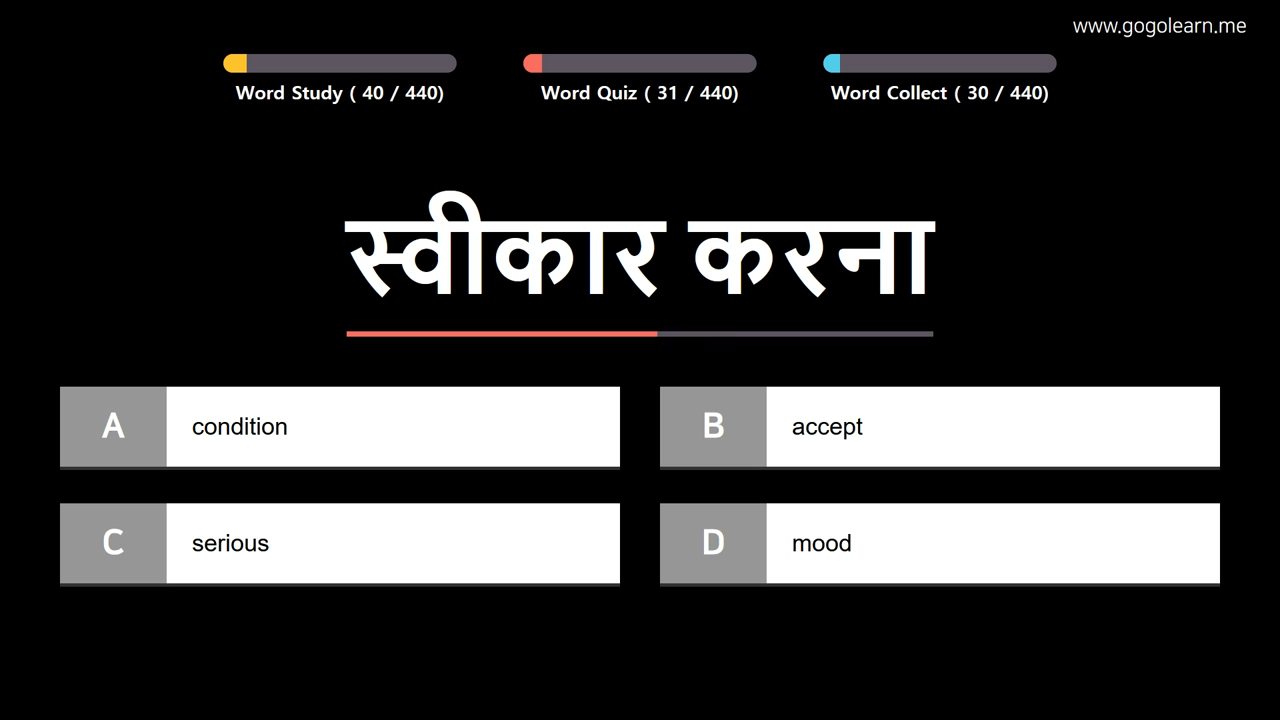 www.gogolearn.me
Word Study ( 40 / 440)
Word Quiz ( 31 / 440)
Word Collect ( 30 / 440)
स्वीकार करना
A condition
B accept
C serious
D mood